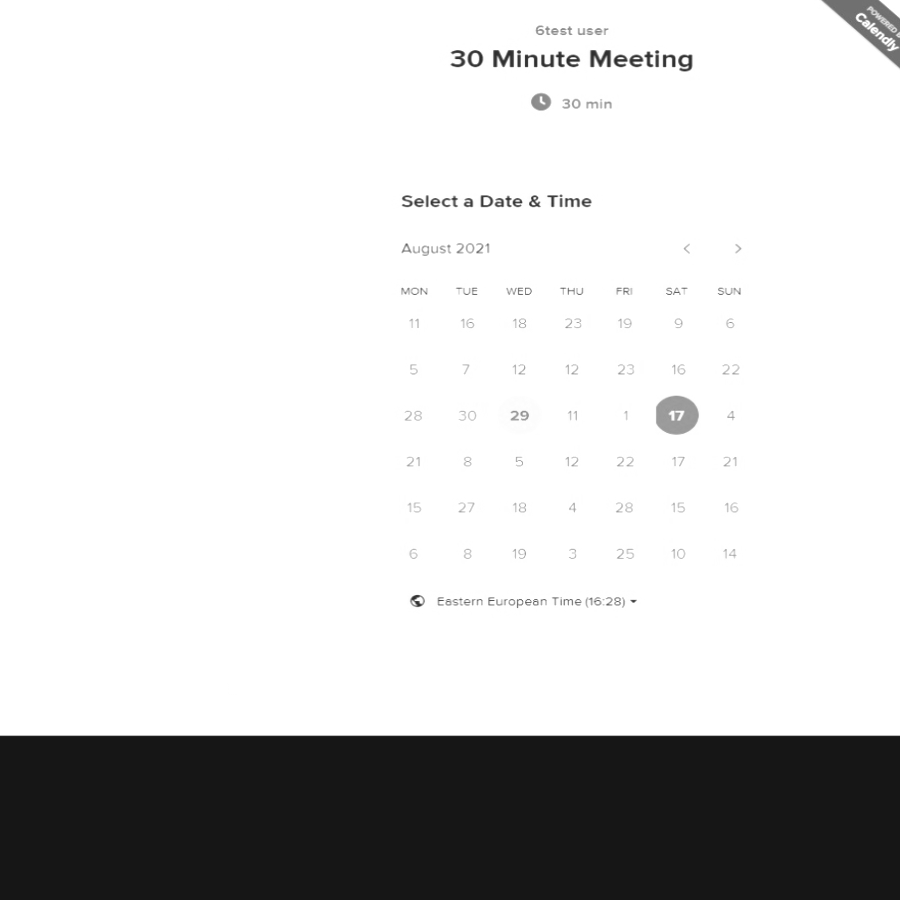 6test user
30 Minute Meeting
30 min
POWERED
Calendly
Select a Date & Time
August 2021
MON TUE WED THU FRI SAT SUN
11 16 18 23 19 9 6
5 7 12 12 23 16 22
28 30 29 11 1 17 4
21 8 5 12 22 17 21
15 27 18 4 28 15 16
6 8 19 3 25 10 14
Eastern European Time (16:28)